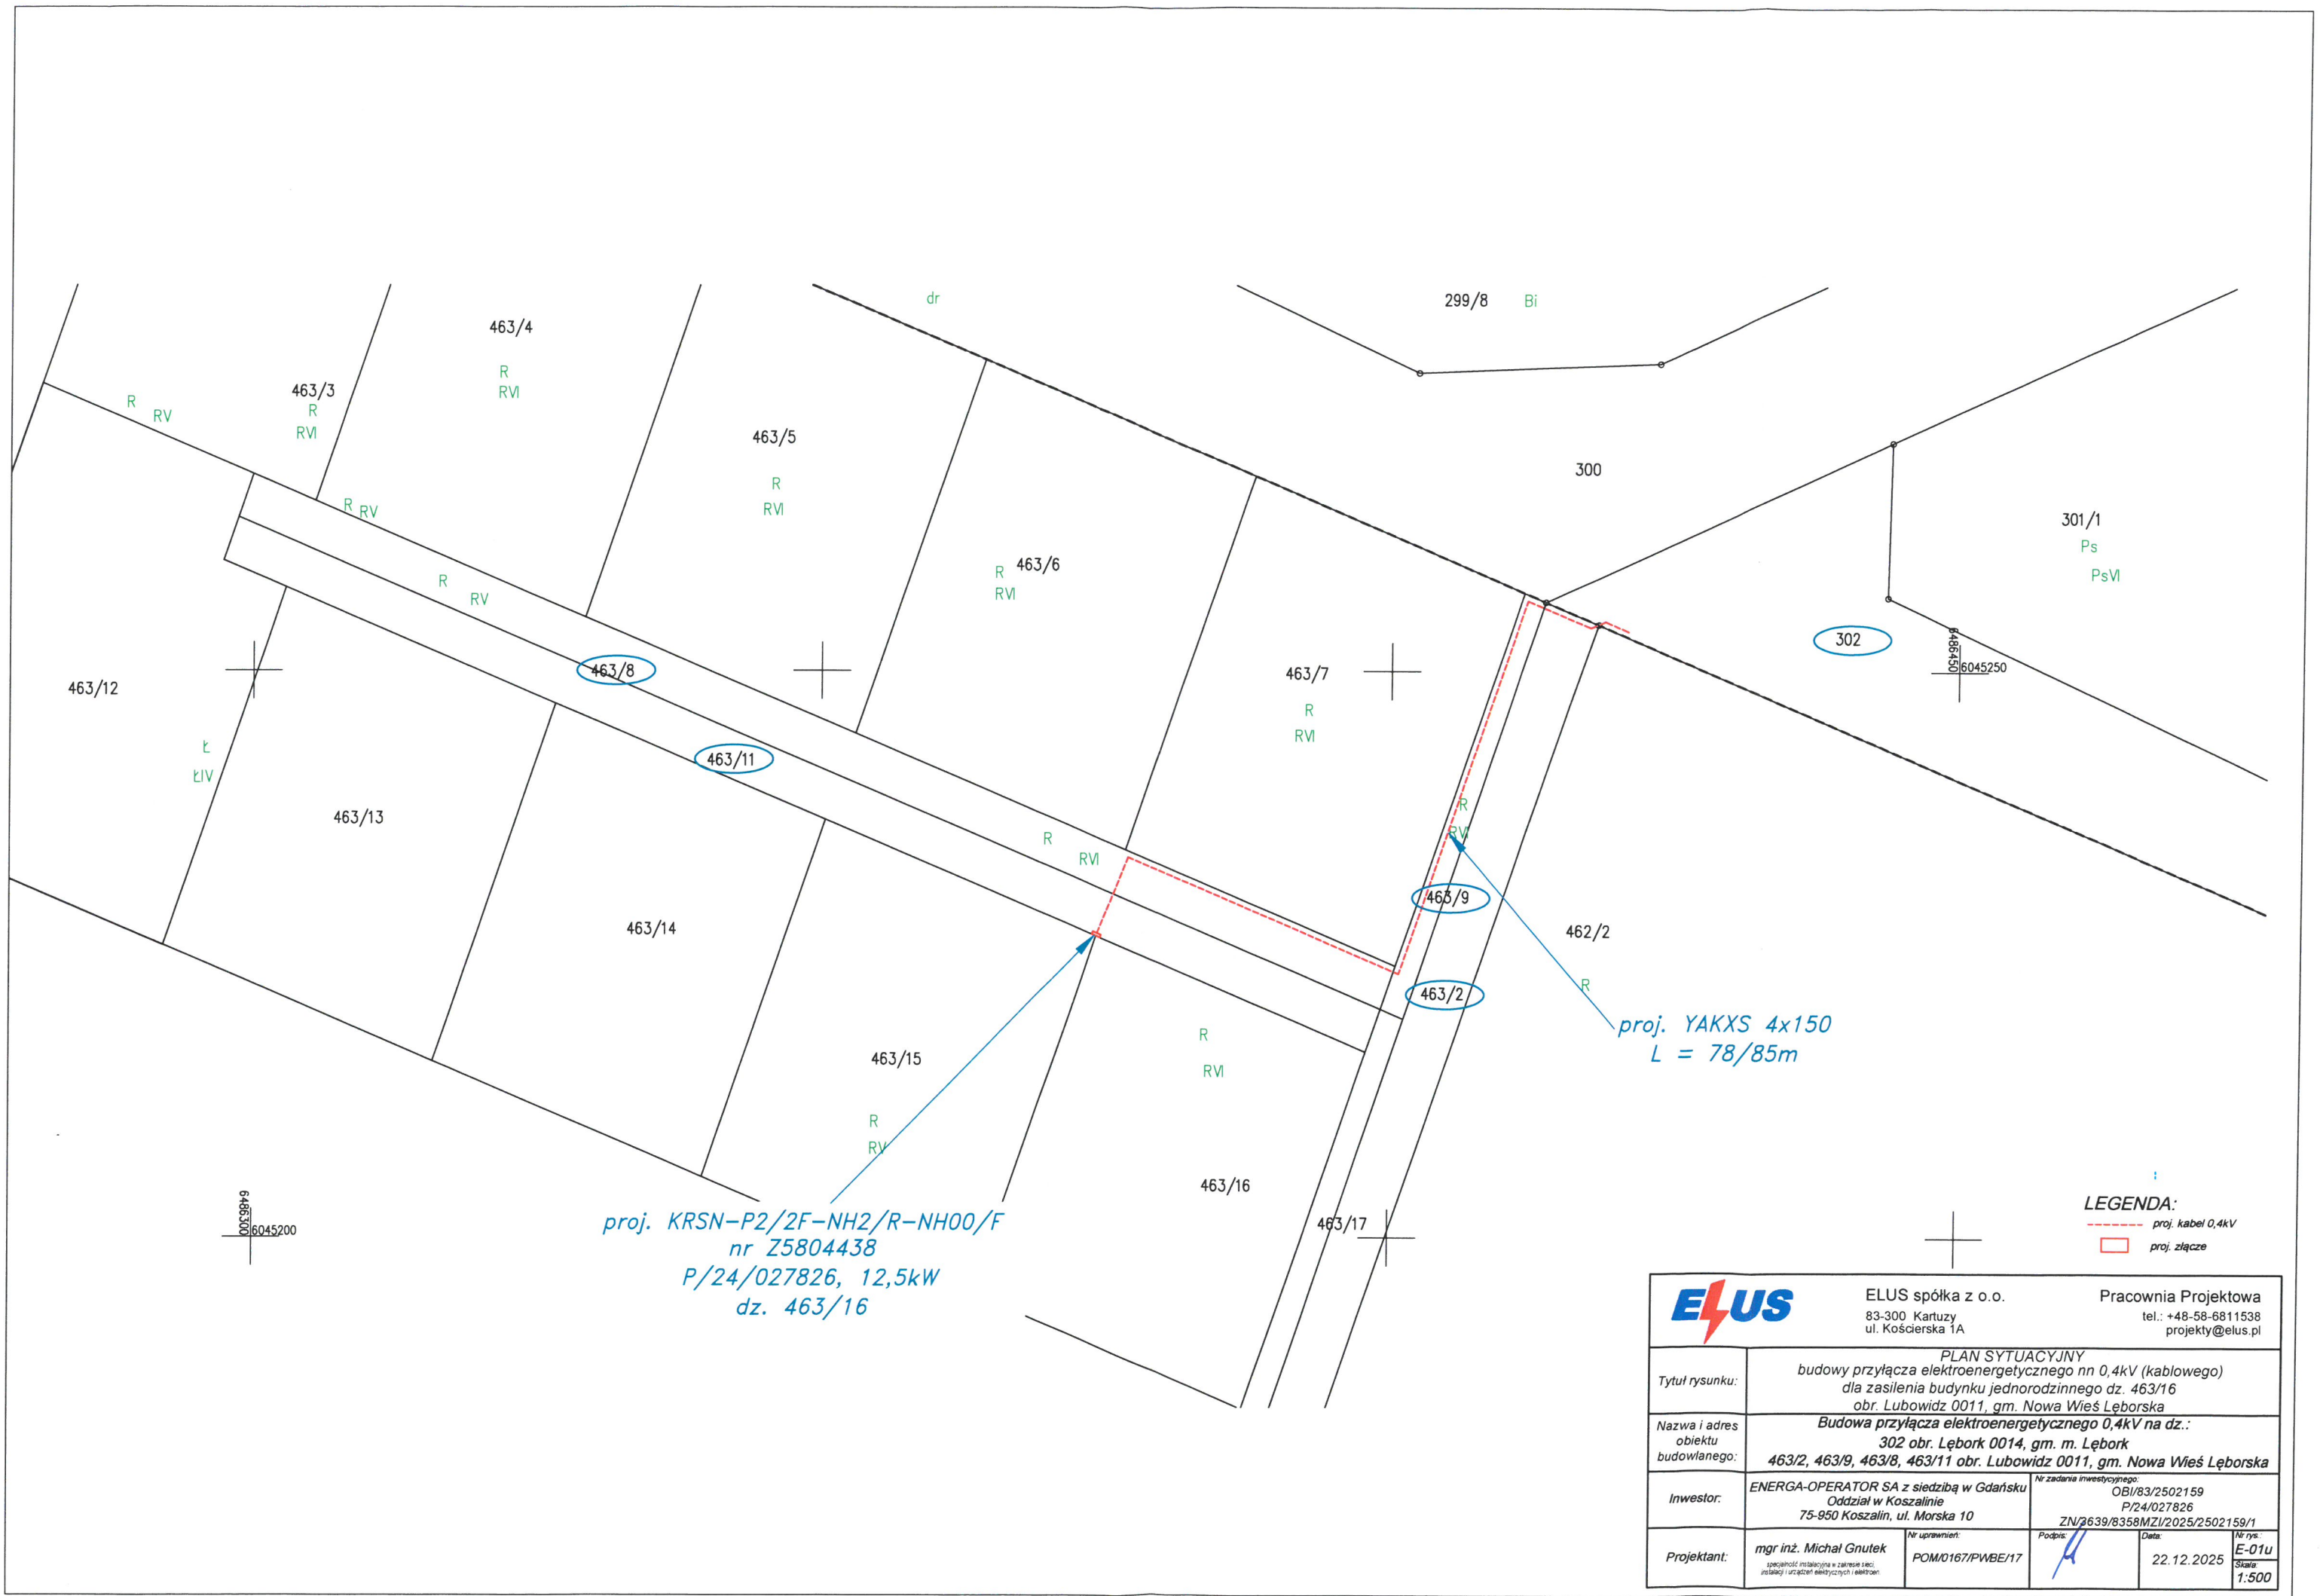 dr
299/8 Bi
463/4
R
RVI
463/3
R
RVI
R
RV
463/5
R
RVI
300
R
RV
301/1
Ps
PsVI
R 463/6
RVI
R
RV
302
6486450
6045250
463/8
463/7
R
RVI
463/12
Ł
ŁIV
463/11
463/13
R
RVI
R
RVI
463/9
463/14
462/2
R
463/2
proj. YAKXS 4x150
L = 78/85m
R
RVI
463/15
R
RV
463/16
463/17
6486300
6045200
proj. KRSN-P2/2F-NH2/R-NH00/F
nr Z5804438
P/24/027826, 12,5kW
dz. 463/16
LEGENDA:
proj. kabel 0,4kV
proj. złącze
ELUS
ELUS spółka z o.o.
83-300 Kartuzy
ul. Kościerska 1A
Pracownia Projektowa
tel.: +48-58-6811538
projekty@elus.pl
Tytuł rysunku:
PLAN SYTUACYJNY
budowy przyłącza elektroenergetycznego nn 0,4kV (kablowego)
dla zasilenia budynku jednorodzinnego dz. 463/16
obr. Lubowidz 0011, gm. Nowa Wieś Lęborska
Nazwa i adres
obiektu
budowlanego:
Budowa przyłącza elektroenergetycznego 0,4kV na dz.:
302 obr. Lębork 0014, gm. m. Lębork
463/2, 463/9, 463/8, 463/11 obr. Lubowidz 0011, gm. Nowa Wieś Lęborska
Inwestor:
ENERGA-OPERATOR SA z siedzibą w Gdańsku
Oddział w Koszalinie
75-950 Koszalin, ul. Morska 10
Nr zadania inwestycyjnego:
OBI/83/2502159
P/24/027826
ZN/3639/8358MZI/2025/2502159/1
Projektant:
mgr inż. Michał Gnutek
specjalność instalacyjna w zakresie sieci,
instalacji i urządzeń elektrycznych i elektroen
Nr uprawnień:
POM/0167/PWBE/17
Podpis:
Data:
22.12.2025
Nr rys.:
E-01u
Skala:
1:500